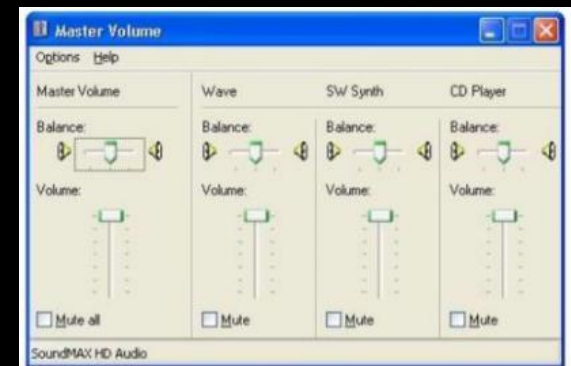 Master Volume
Options Help
Master Volume Wave SW Synth CD Player
Balance: Balance: Balance: Balance:
Volume: Volume: Volume: Volume:
Mute all Mute Mute Mute
SoundMAX HD Audio